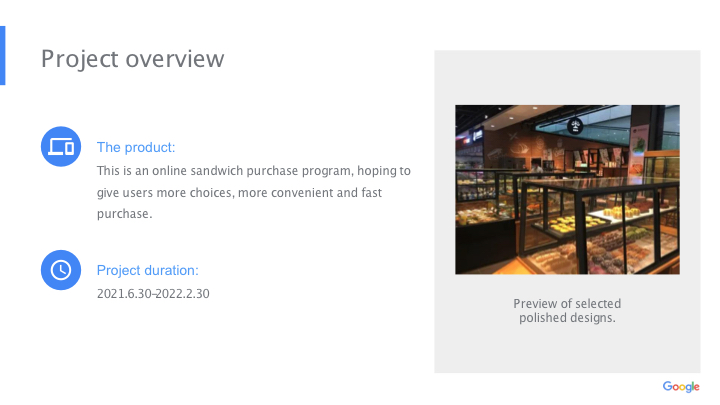 Project overview
The product:
This is an online sandwich purchase program, hoping to
give users more choices, more convenient and fast
purchase.
Project duration:
2021.6.30–2022.2.30
Preview of selected
polished designs.
Google